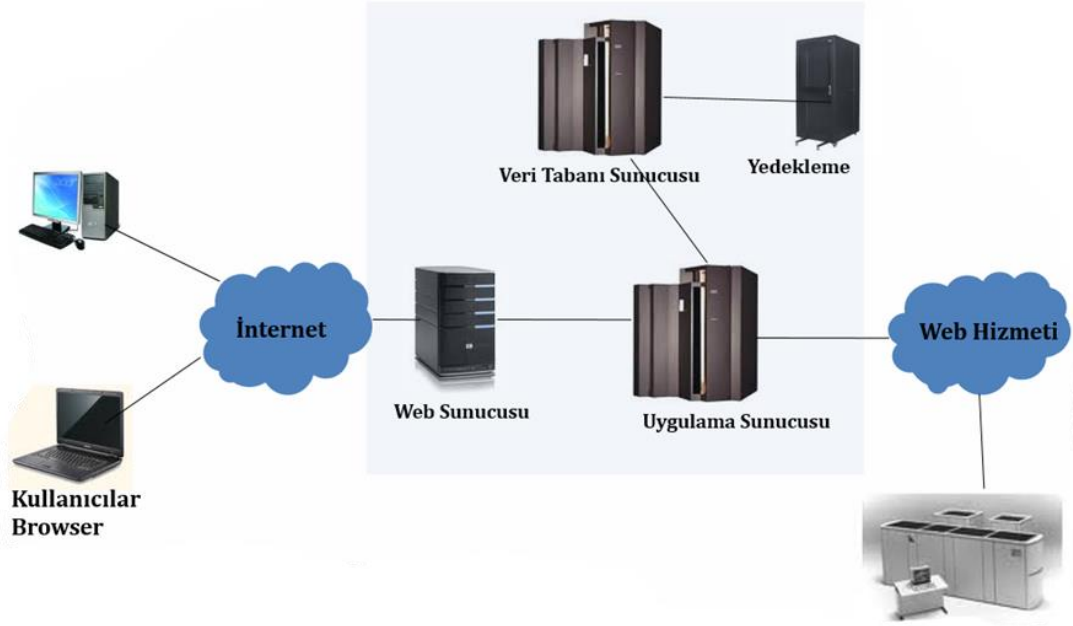 Veri Tabanı Sunucusu
Yedekleme
İnternet
Web Hizmeti
Web Sunucusu
Uygulama Sunucusu
Kullanıcılar
Browser